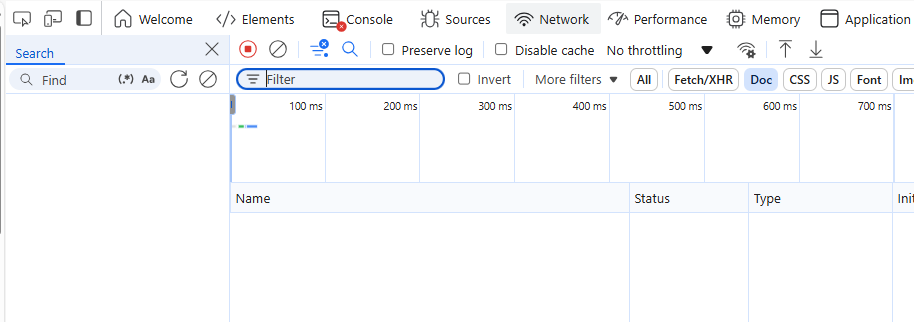 Welcome Elements Console Sources Network Performance Memory Application
Search
Preserve log Disable cache No throttling
Find (.*) Aa
Filter Invert More filters All Fetch/XHR Doc CSS JS Font Im
100 ms 200 ms 300 ms 400 ms 500 ms 600 ms 700 ms
Name Status Type Init